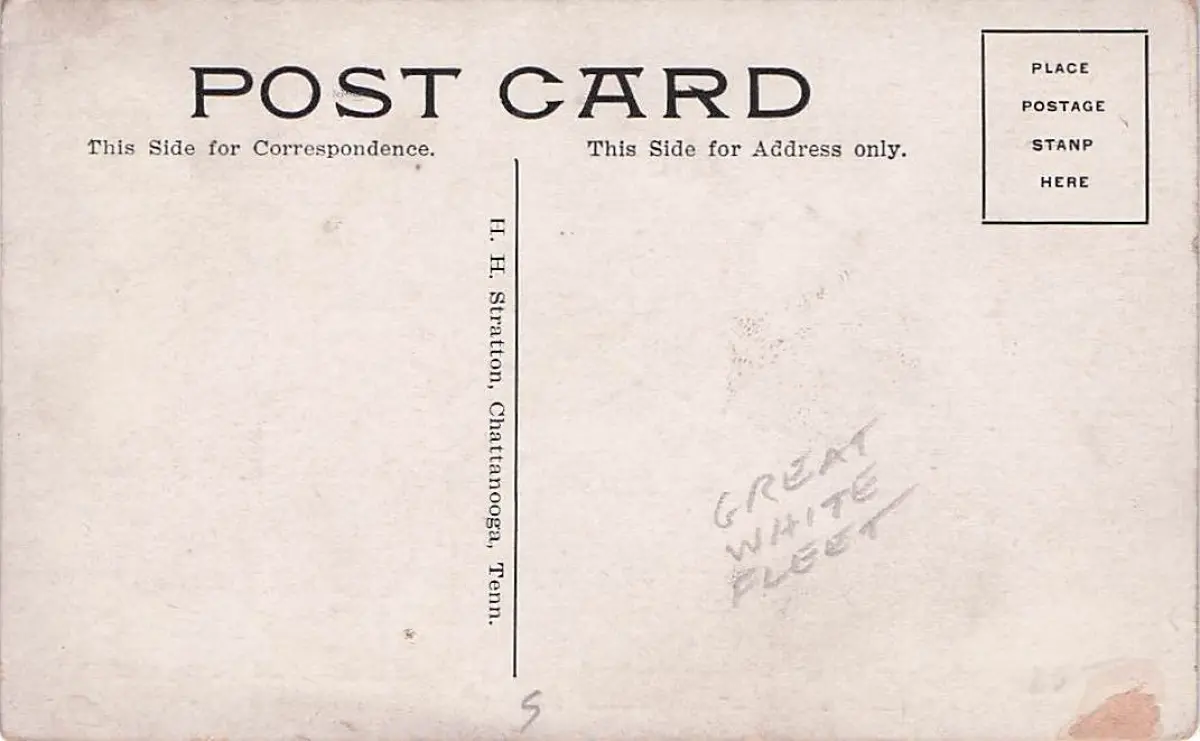 POST CARD
This Side for Correspondence.
This Side for Address only.
PLACE
POSTAGE
STANP
HERE
H. H. Stratton, Chattanooga, Tenn.
GREAT
WHITE
FLEET
S